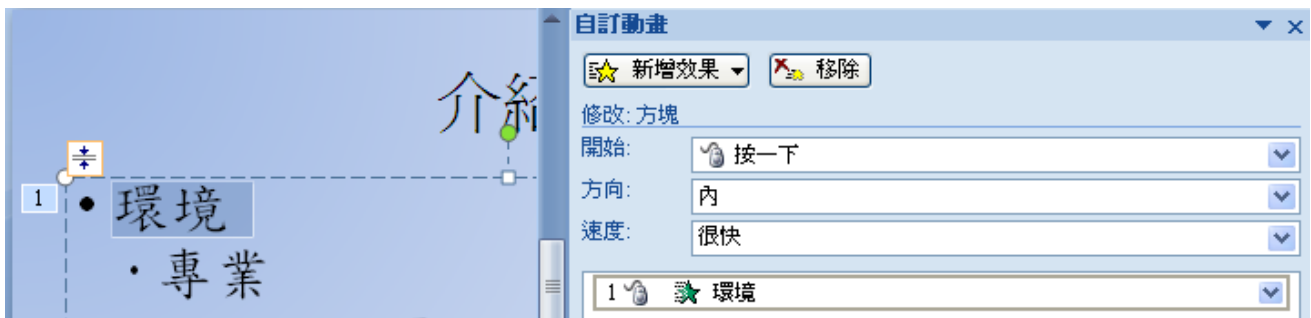 介紹
1
• 環境
· 專業
自訂動畫
新增效果
移除
修改: 方塊
開始:
按一下
方向:
內
速度:
很快
1 環境